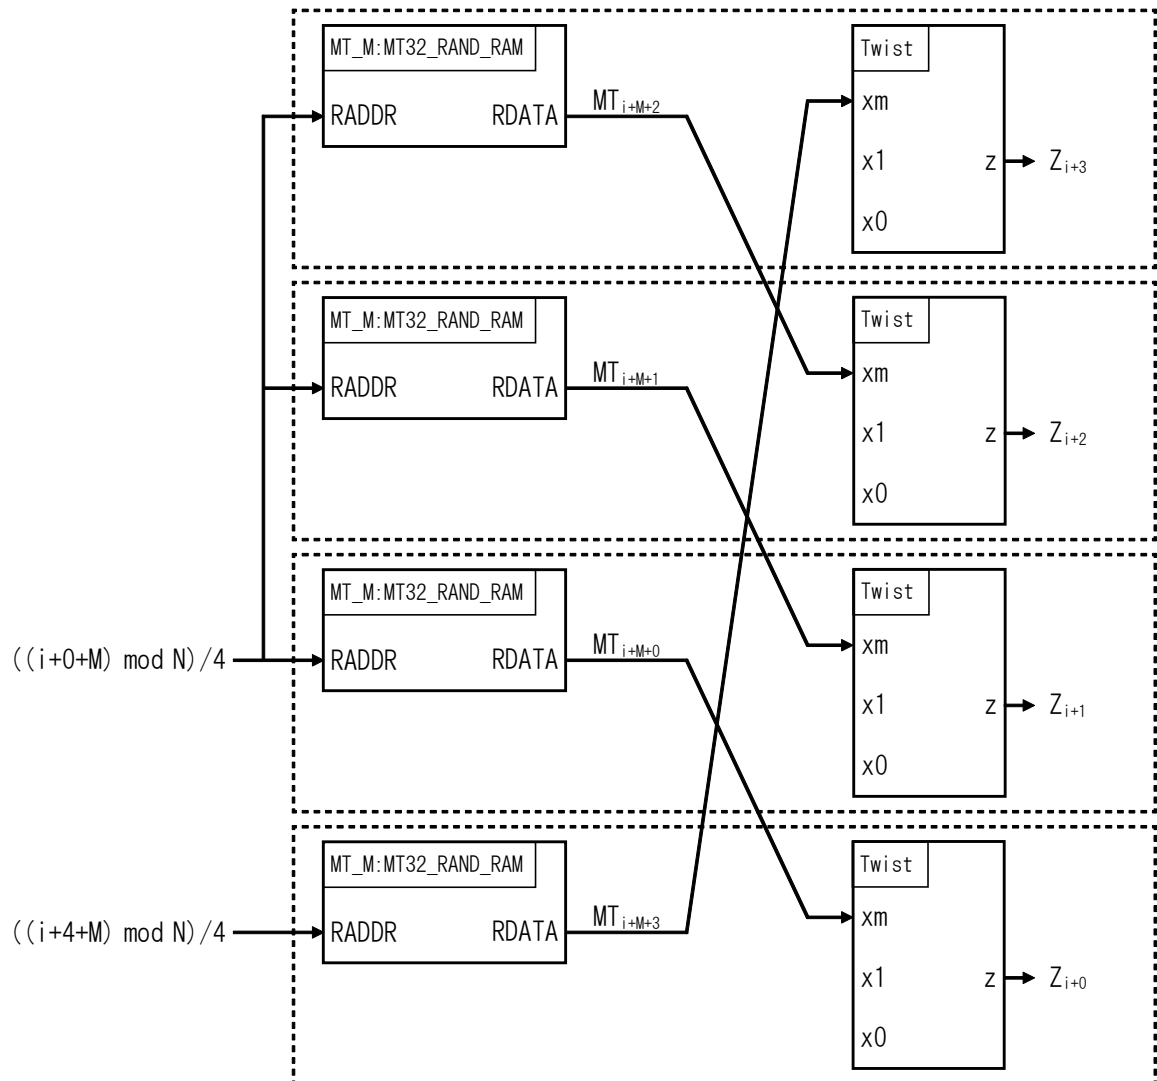 MT_M:MT32_RAND_RAM
RADDR RDATA
MTi+M+2
Twist
xm
x1 z
x0
Zi+3
MT_M:MT32_RAND_RAM
RADDR RDATA
MTi+M+1
Twist
xm
x1 z
x0
Zi+2
((i+0+M) mod N)/4
MT_M:MT32_RAND_RAM
RADDR RDATA
MTi+M+0
Twist
xm
x1 z
x0
Zi+1
((i+4+M) mod N)/4
MT_M:MT32_RAND_RAM
RADDR RDATA
MTi+M+3
Twist
xm
x1 z
x0
Zi+0